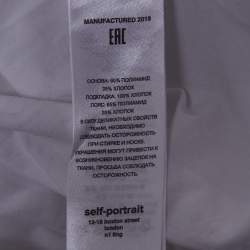 MANUFACTURED 2018
EAC
ОСНОВА: 65% ПОЛИАМИД
35% ХЛОПОК
ПОДКЛАДКА: 100% ХЛОПОК
ПОЯС: 65% ПОЛИАМИД
35% ХЛОПОК
В СИЛУ ДЕЛИКАТНЫХ СВОЙСТВ
ТКАНИ, НЕОБХОДИМО
СОБЛЮДАТЬ ОСТОРОЖНОСТЬ
ПРИ СТИРКЕ И НОСКЕ.
УКРАШЕНИЯ МОГУТ ПРИВЕСТИ К
ВОЗНИКНОВЕНИЮ ЗАЦЕПОК НА
ТКАНИ, ПРОСЬБА СОБЛЮДАТЬ
ОСТОРОЖНОСТЬ.
self-portrait
london